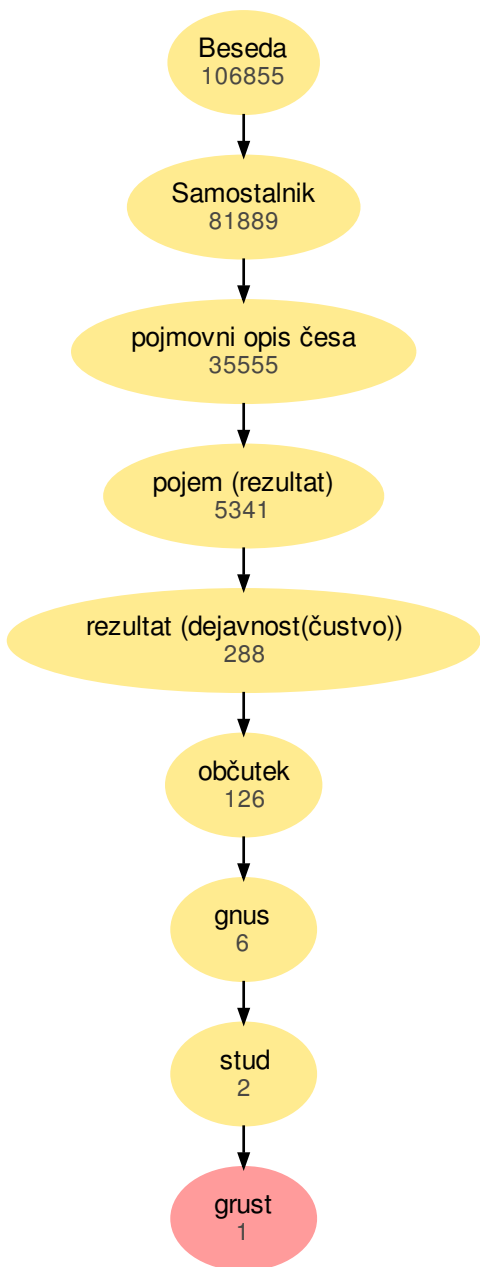 Beseda
106855
Samostalnik
81889
pojmovni opis česa
35555
pojem (rezultat)
5341
rezultat (dejavnost(čustvo))
288
občutek
126
gnus
6
stud
2
grust
1